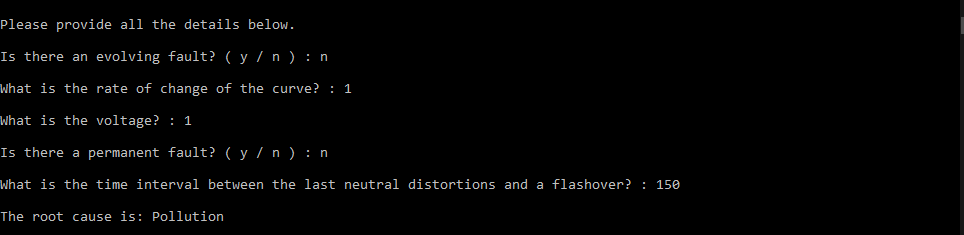 Please provide all the details below.
Is there an evolving fault? ( y / n ) : n
What is the rate of change of the curve? : 1
What is the voltage? : 1
Is there a permanent fault? ( y / n ) : n
What is the time interval between the last neutral distortions and a flashover? : 150
The root cause is: Pollution